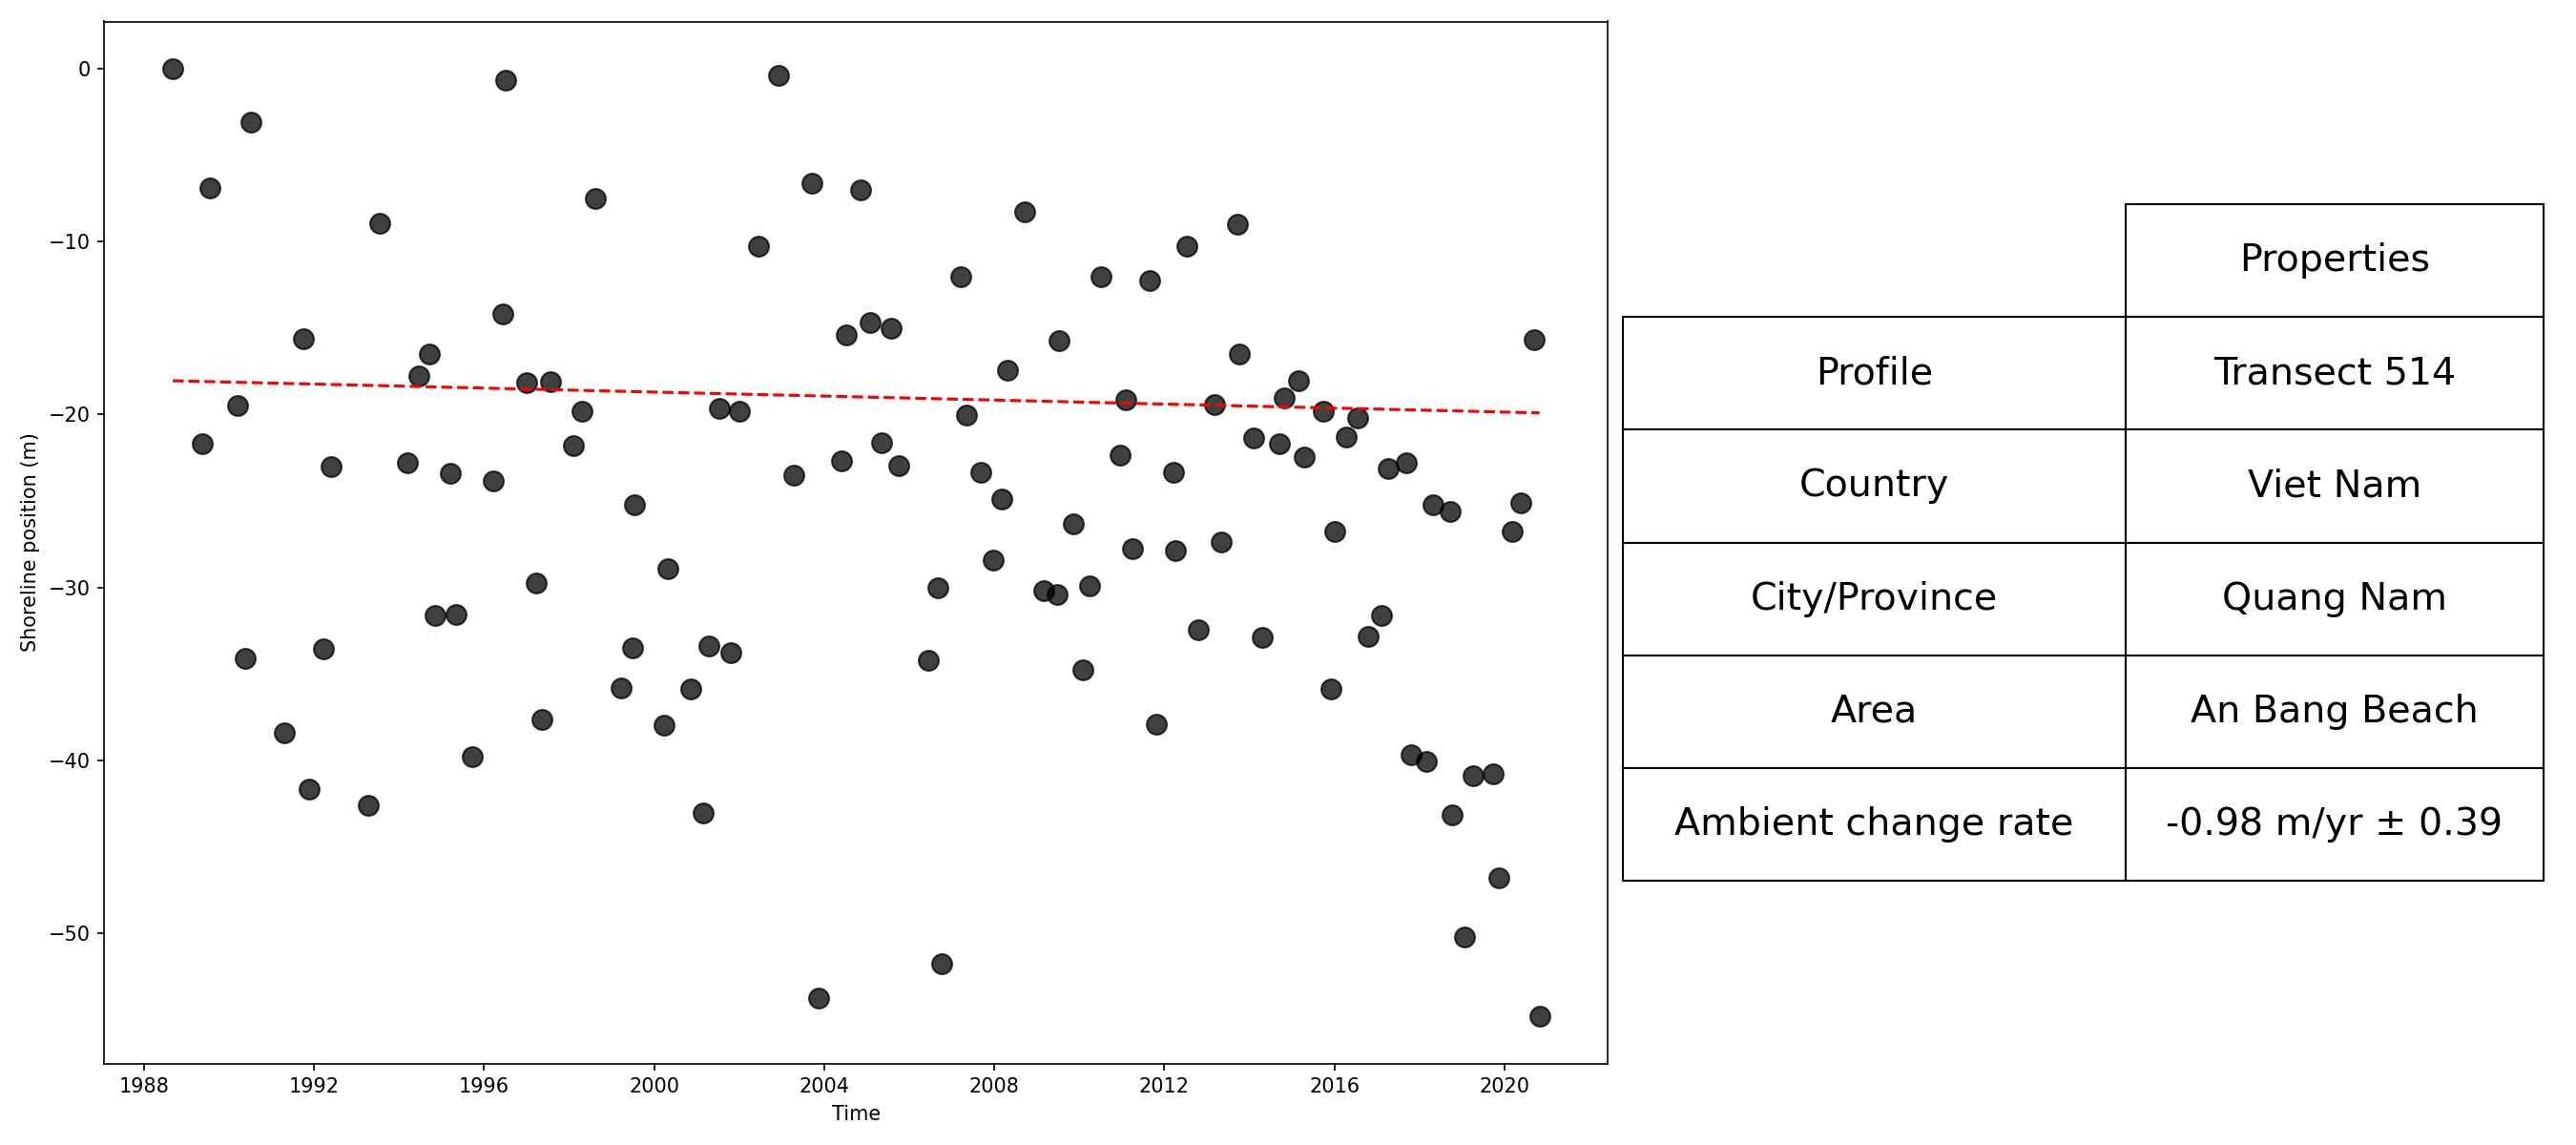 0
−10
−20
−30
−40
−50
Shoreline position (m)
1988 1992 1996 2000 2004 2008 2012 2016 2020
Time
Properties
Profile Transect 514
Country Viet Nam
City/Province Quang Nam
Area An Bang Beach
Ambient change rate -0.98 m/yr ± 0.39